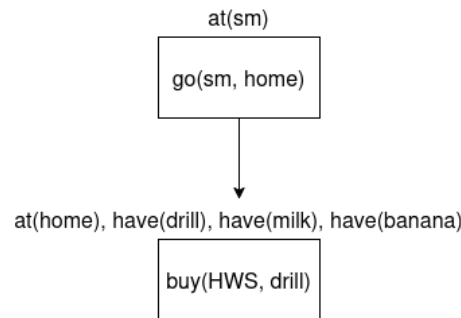 at(sm)
go(sm, home)
at(home), have(drill), have(milk), have(banana)
buy(HWS, drill)